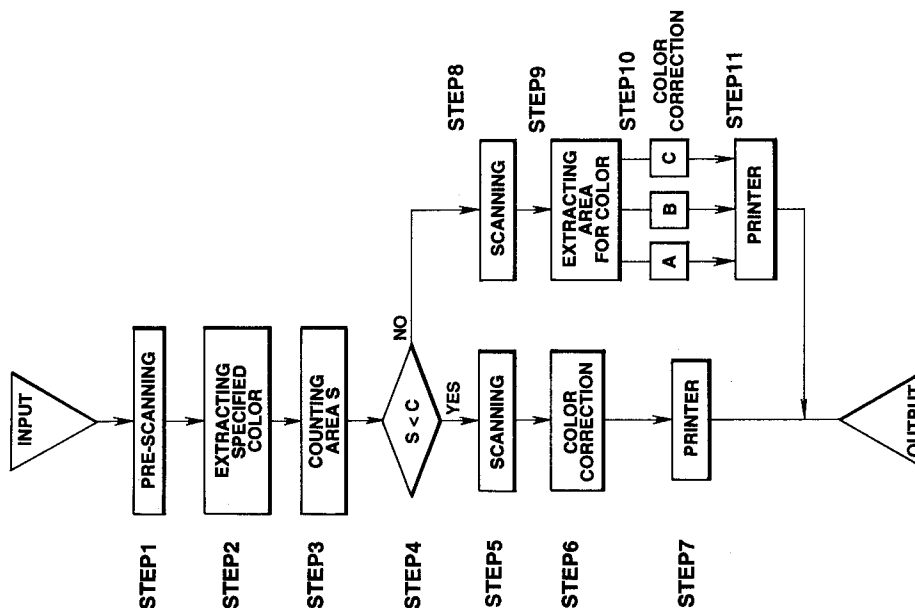 INPUT
STEP1
PRE-SCANNING
STEP2
EXTRACTING
SPECIFIED
COLOR
STEP3
COUNTING
AREA S
STEP4
S < C
NO
YES
STEP5
SCANNING
STEP6
COLOR
CORRECTION
STEP7
PRINTER
STEP8
SCANNING
STEP9
EXTRACTING
AREA
FOR COLOR
STEP10
COLOR
CORRECTION
A
B
C
STEP11
PRINTER
OUTPUT